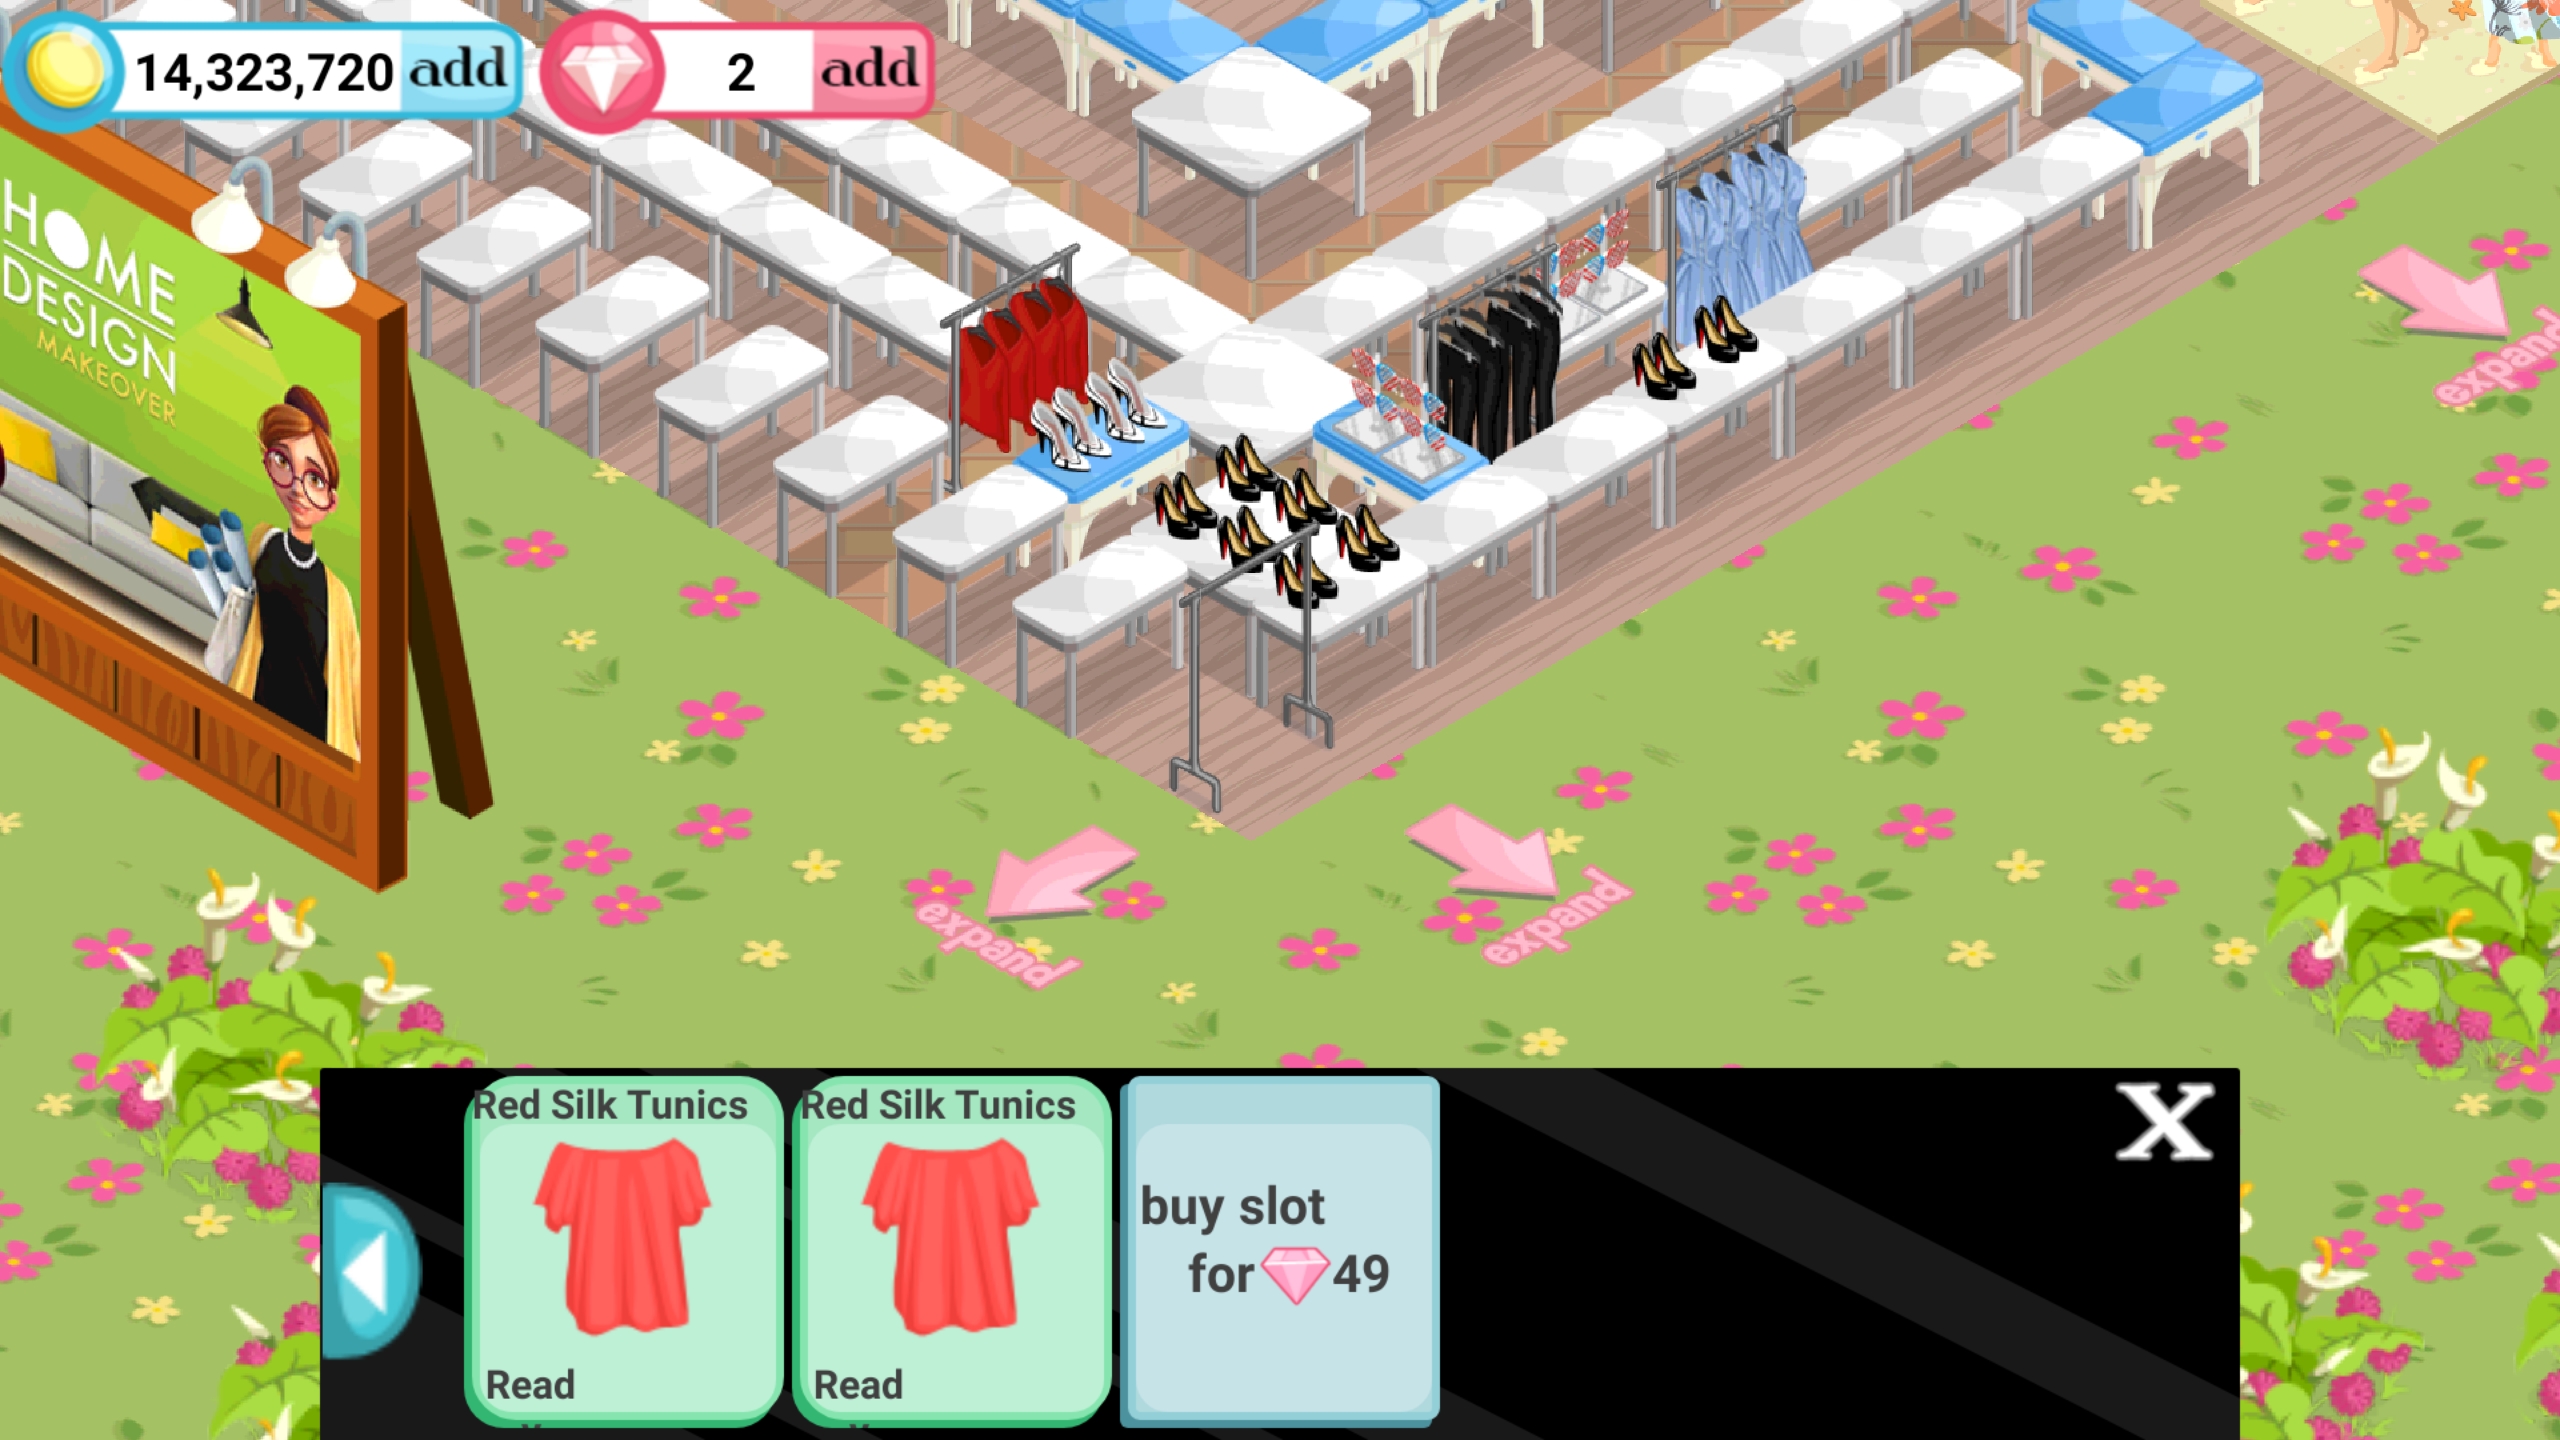 14,323,720 add
2 add
HOME
DESIGN
MAKEOVER
expand
expand
expand
Red Silk Tunics
Read
Red Silk Tunics
Read
buy slot
for 49
X